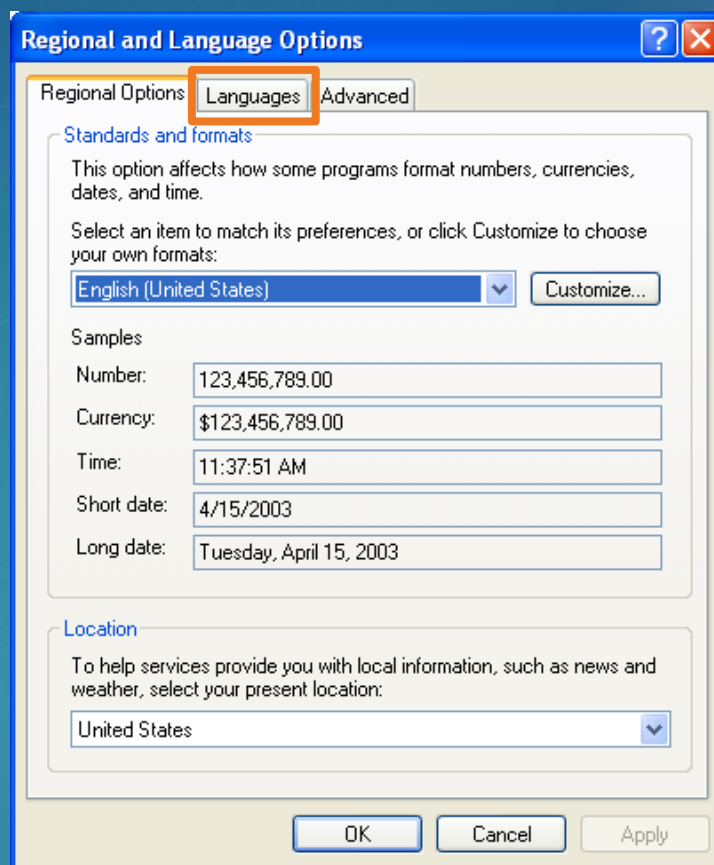 Regional and Language Options
Regional Options Languages Advanced
Standards and formats
This option affects how some programs format numbers, currencies,
dates, and time.
Select an item to match its preferences, or click Customize to choose
your own formats:
English (United States) Customize...
Samples
Number: 123,456,789.00
Currency: $123,456,789.00
Time: 11:37:51 AM
Short date: 4/15/2003
Long date: Tuesday, April 15, 2003
Location
To help services provide you with local information, such as news and
weather, select your present location:
United States
OK Cancel Apply